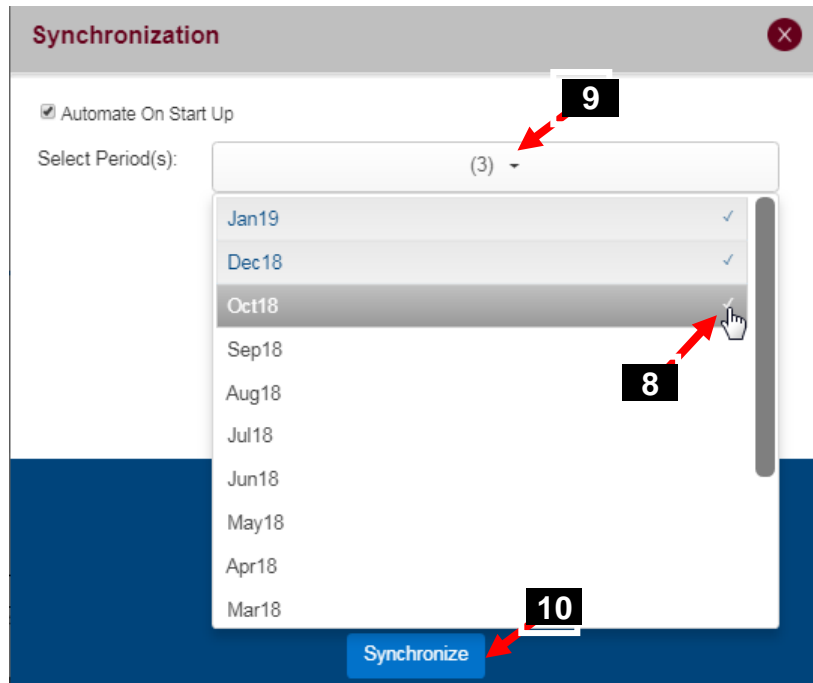 Synchronization
9
Automate On Start Up
Select Period(s):
(3)
Jan19
Dec18
Oct18
Sep18
8
Aug18
Jul18
Jun18
May18
Apr18
Mar18
10
Synchronize